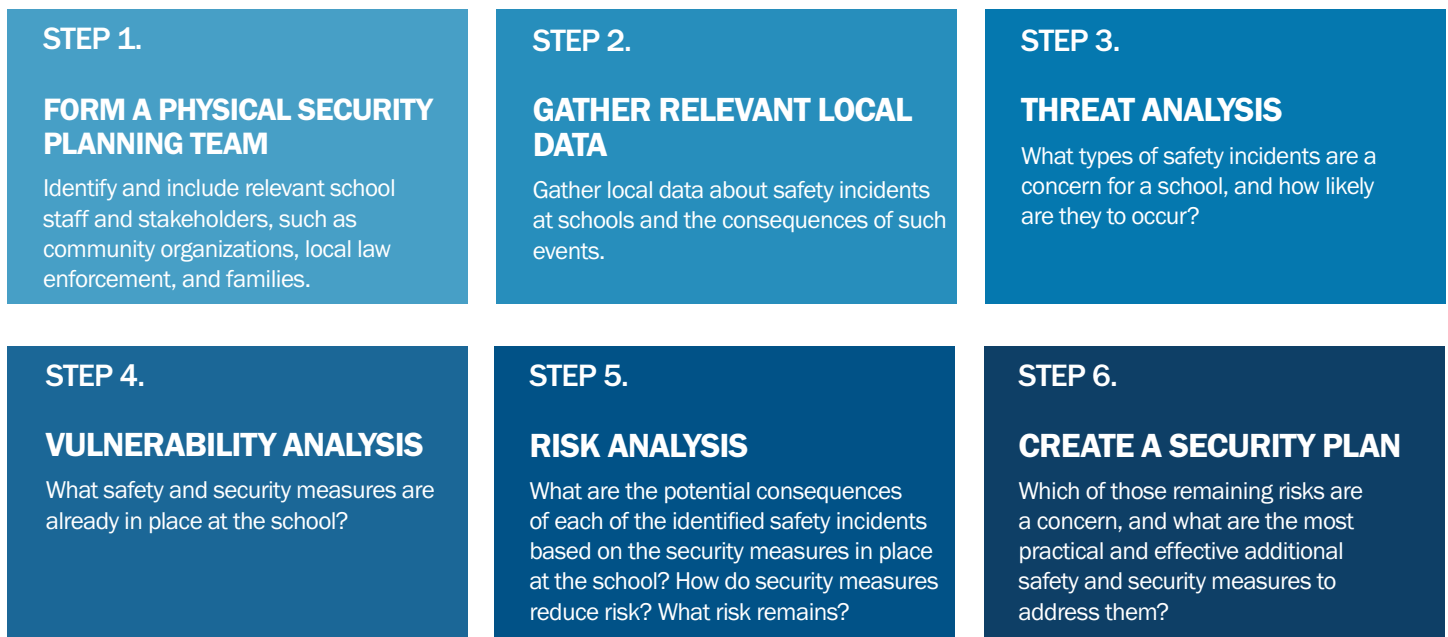 STEP 1.
FORM A PHYSICAL SECURITY
PLANNING TEAM
Identify and include relevant school
staff and stakeholders, such as
community organizations, local law
enforcement, and families.
STEP 2.
GATHER RELEVANT LOCAL
DATA
Gather local data about safety incidents
at schools and the consequences of such
events.
STEP 3.
THREAT ANALYSIS
What types of safety incidents are a
concern for a school, and how likely
are they to occur?
STEP 4.
VULNERABILITY ANALYSIS
What safety and security measures are
already in place at the school?
STEP 5.
RISK ANALYSIS
What are the potential consequences
of each of the identified safety incidents
based on the security measures in place
at the school? How do security measures
reduce risk? What risk remains?
STEP 6.
CREATE A SECURITY PLAN
Which of those remaining risks are
a concern, and what are the most
practical and effective additional
safety and security measures to
address them?